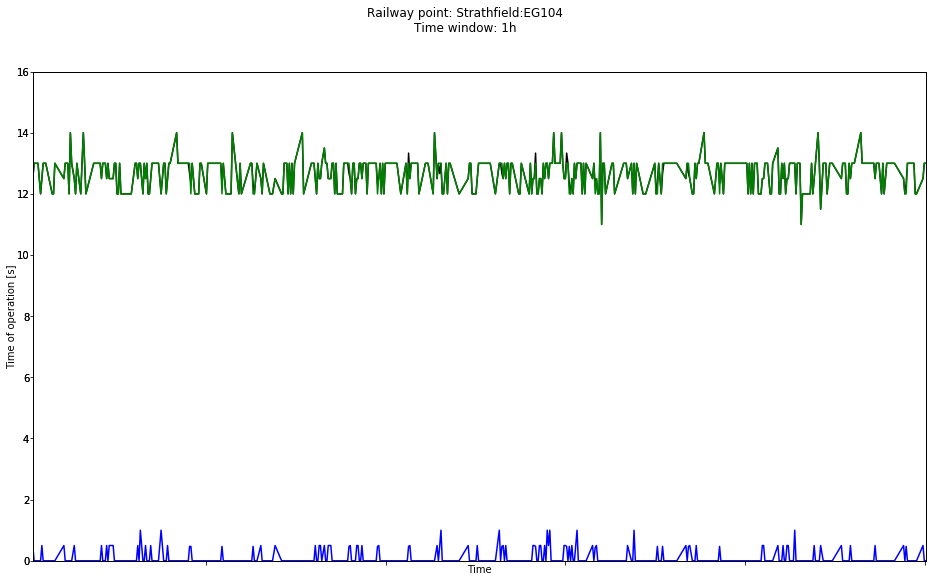 Railway point: Strathfield:EG104
Time window: 1h
16
14
12
10
8
6
4
2
0
Time of operation [s]
Time